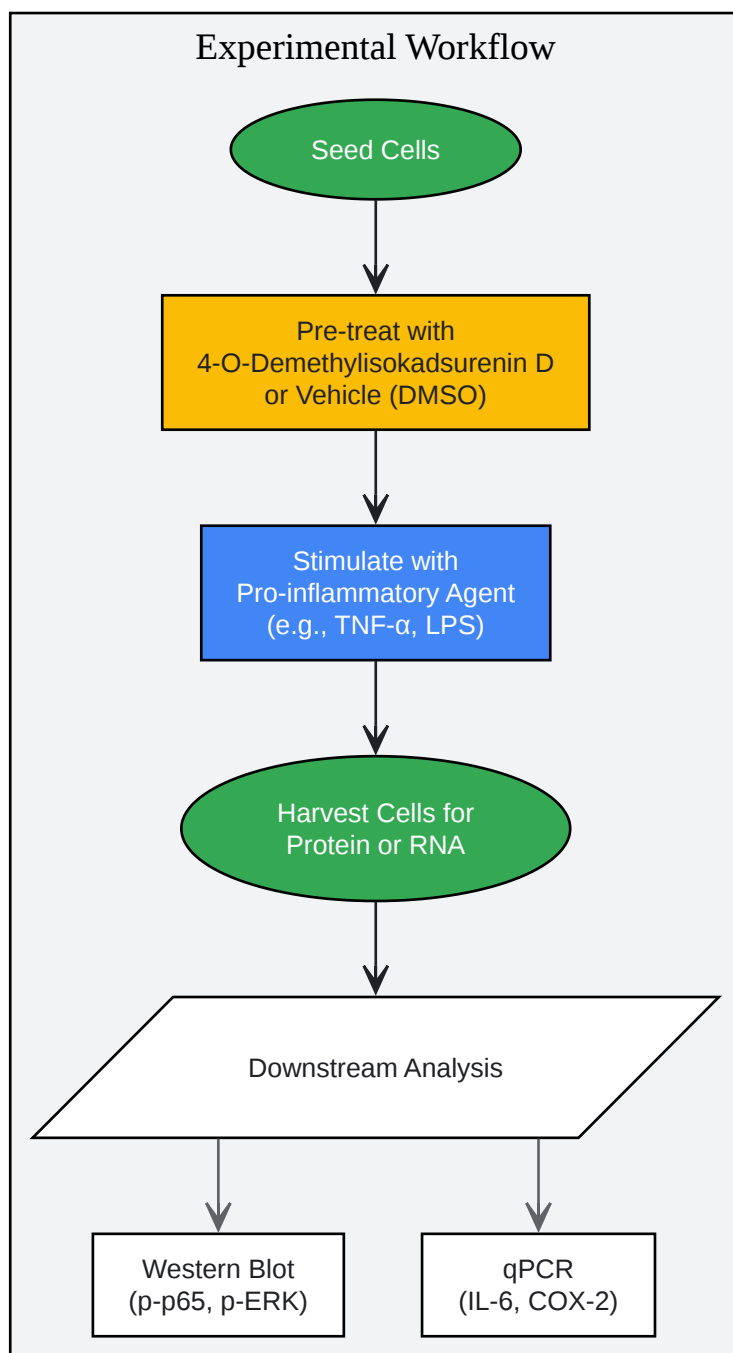 Experimental Workflow
Seed Cells
Pre-treat with
4-O-Demethylisokadsurenin D
or Vehicle (DMSO)
Stimulate with
Pro-inflammatory Agent
(e.g., TNF-α, LPS)
Harvest Cells for
Protein or RNA
Downstream Analysis
Western Blot
(p-p65, p-ERK)
qPCR
(IL-6, COX-2)